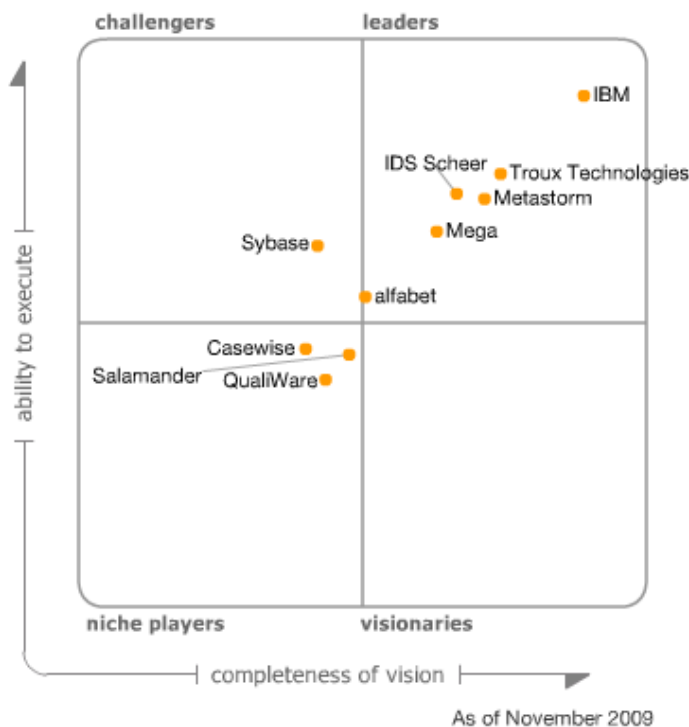 challengers
leaders
IBM
IDS Scheer
Troux Technologies
Metastorm
Mega
Sybase
alfabet
ability to execute
Casewise
Salamander
QualiWare
niche players
visionaries
completeness of vision
As of November 2009